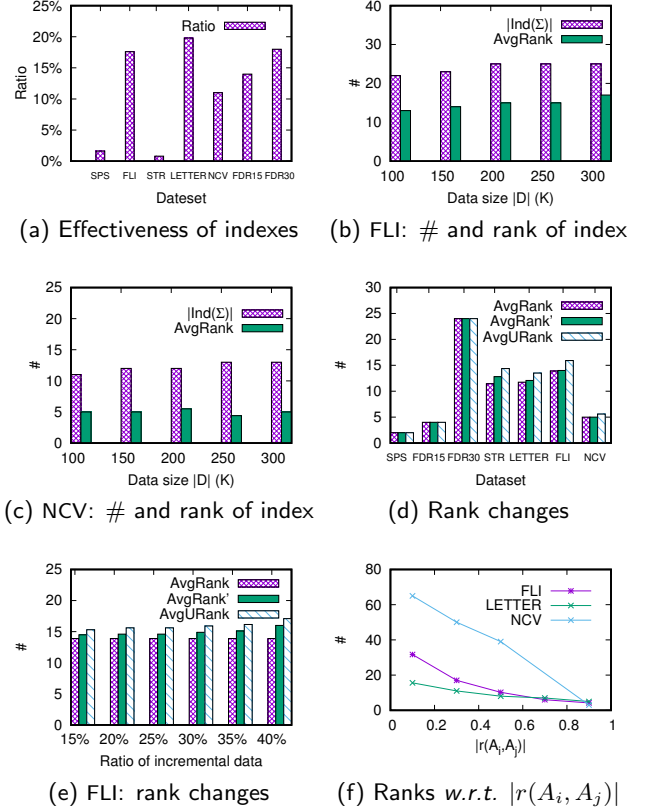 25%
20%
15%
10%
5%
0%
Ratio
Ratio
SPS FLI STR LETTER NCV FDR15 FDR30
Dateset
(a) Effectiveness of indexes
40
30
20
10
0
#
|Ind(Σ)|
AvgRank
100 150 200 250 300
Data size |D| (K)
(b) FLI: # and rank of index
25
20
15
10
5
0
#
|Ind(Σ)|
AvgRank
100 150 200 250 300
Data size |D| (K)
(c) NCV: # and rank of index
30
25
20
15
10
5
0
#
AvgRank
AvgRank'
AvgURank
SPS FDR15 FDR30 STR LETTER FLI NCV
Dataset
(d) Rank changes
25
20
15
10
5
0
#
AvgRank
AvgRank'
AvgURank
15% 20% 25% 30% 35% 40%
Ratio of incremental data
(e) FLI: rank changes
80
60
40
20
0
#
FLI
LETTER
NCV
0 0.2 0.4 0.6 0.8 1
|r(A_i,A_j)|
(f) Ranks w.r.t. |r(A_i, A_j)|